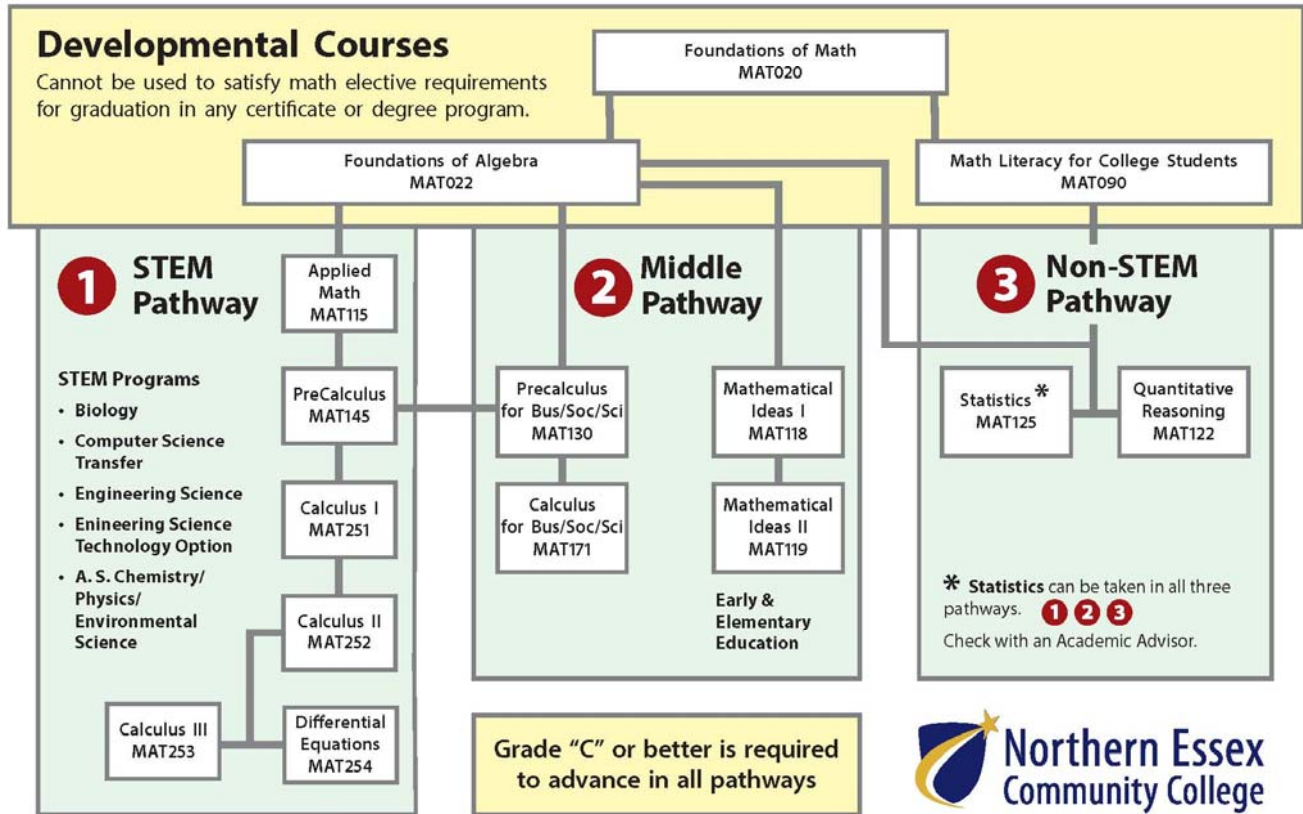 Developmental Courses
Cannot be used to satisfy math elective requirements
for graduation in any certificate or degree program.
Foundations of Math
MAT020
Foundations of Algebra
MAT022
Math Literacy for College Students
MAT090
1 STEM
Pathway
Applied
Math
MAT115
STEM Programs
• Biology
• Computer Science
Transfer
• Engineering Science
• Enineering Science
Technology Option
• A. S. Chemistry/
Physics/
Environmental
Science
PreCalculus
MAT145
Calculus I
MAT251
Calculus II
MAT252
Calculus III
MAT253
Differential
Equations
MAT254
2 Middle
Pathway
Precalculus
for Bus/Soc/Sci
MAT130
Calculus
for Bus/Soc/Sci
MAT171
Mathematical
Ideas I
MAT118
Mathematical
Ideas II
MAT119
Early &
Elementary
Education
3 Non-STEM
Pathway
Statistics *
MAT125
Quantitative
Reasoning
MAT122
* Statistics can be taken in all three
pathways. 1 2 3
Check with an Academic Advisor.
Grade “C” or better is required
to advance in all pathways
Northern Essex
Community College